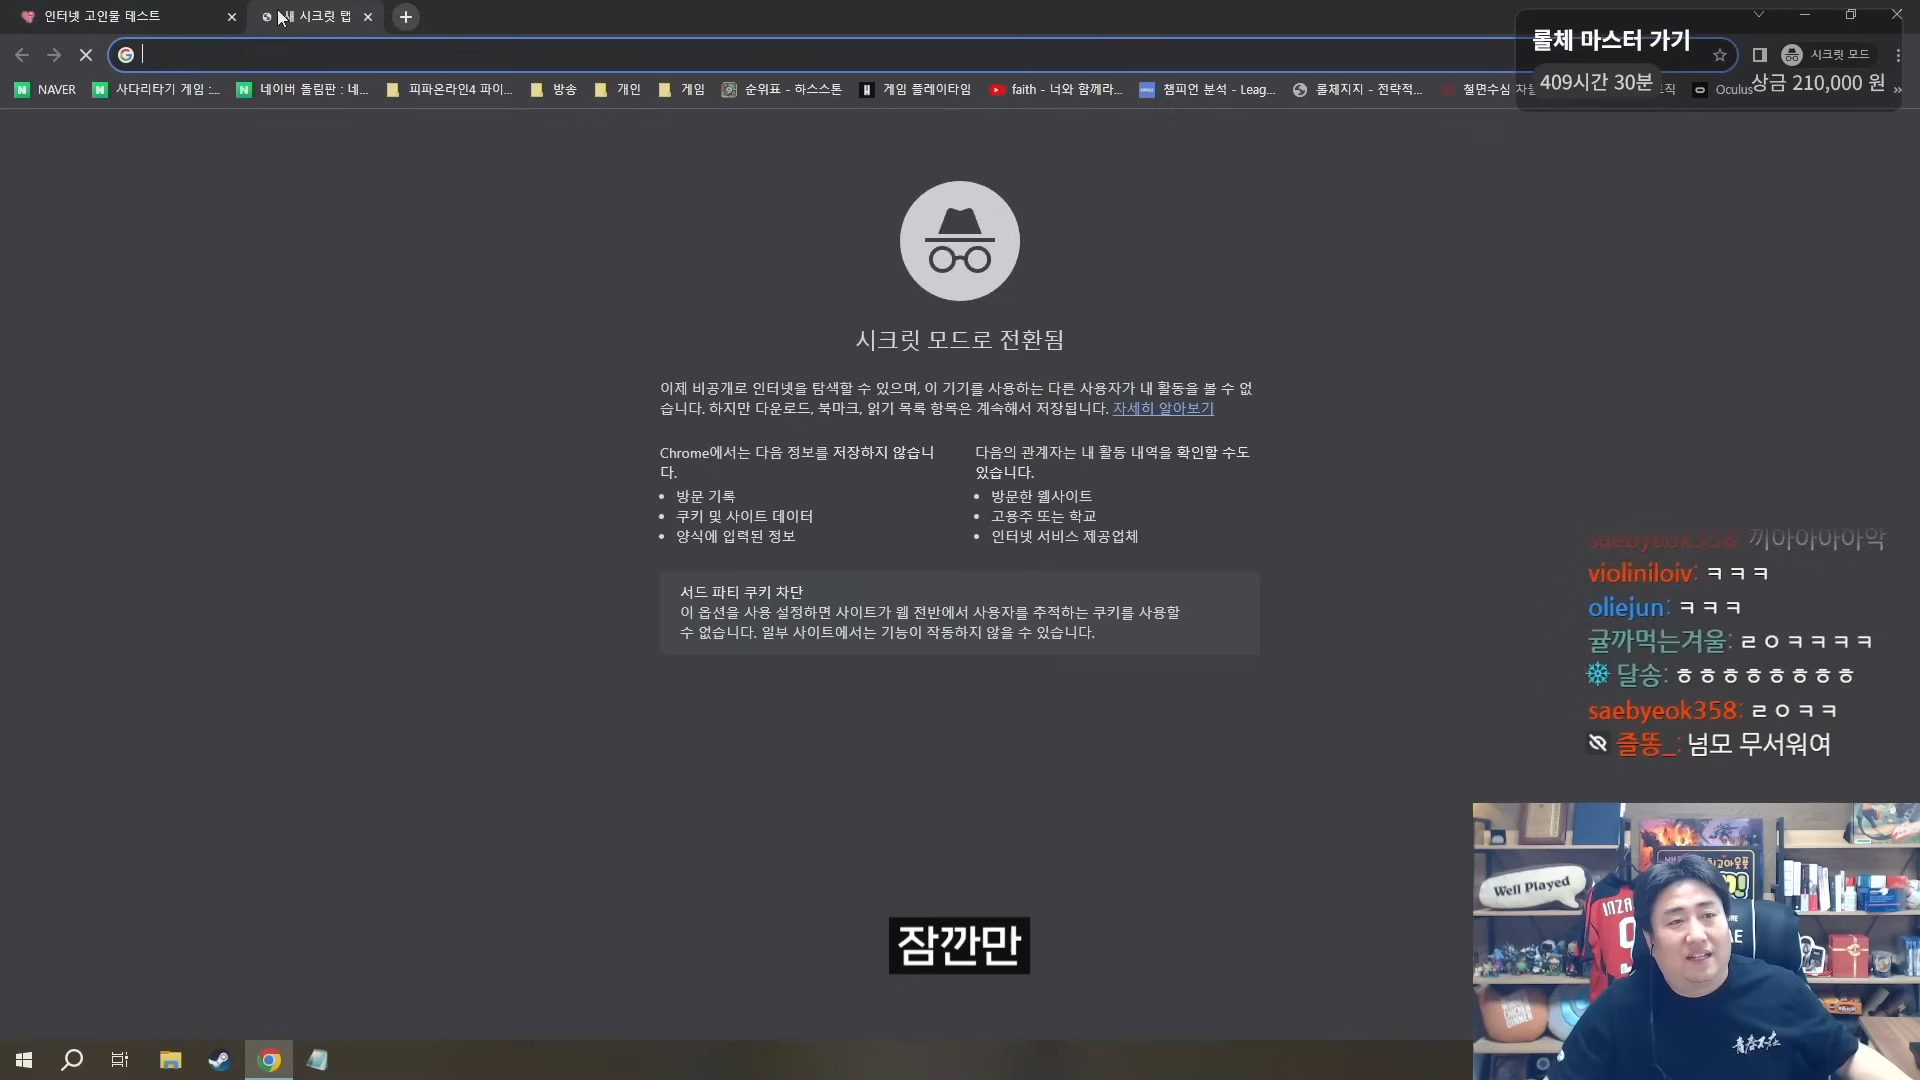 인터넷 고인물 테스트
새 시크릿 탭
시크릿 모드
NAVER
사다리타기 게임 :...
네이버 돌림판 : 네...
피파온라인4 파이...
방송
개인
게임
순위표 - 하스스톤
게임 플레이타임
faith - 너와 함께라...
챔피언 분석 - Leag...
롤체지지 - 전략적...
철면수심
Oculus
롤체 마스터 가기
409시간 30분
상금 210,000 원
시크릿 모드로 전환됨
이제 비공개로 인터넷을 탐색할 수 있으며, 이 기기를 사용하는 다른 사용자가 내 활동을 볼 수 없
습니다. 하지만 다운로드, 북마크, 읽기 목록 항목은 계속해서 저장됩니다. 자세히 알아보기
Chrome에서는 다음 정보를 저장하지 않습니
다.
방문 기록
쿠키 및 사이트 데이터
양식에 입력된 정보
다음의 관계자는 내 활동 내역을 확인할 수도
있습니다.
방문한 웹사이트
고용주 또는 학교
인터넷 서비스 제공업체
서드 파티 쿠키 차단
이 옵션을 사용 설정하면 사이트가 웹 전반에서 사용자를 추적하는 쿠키를 사용할
수 없습니다. 일부 사이트에서는 기능이 작동하지 않을 수 있습니다.
saebyeok358: 끼아아아아악
violiniloiv: ㅋㅋㅋ
oliejun: ㅋㅋㅋ
귤까먹는겨울: ㄹㅇㅋㅋㅋㅋ
달송: ㅎㅎㅎㅎㅎㅎㅎㅎ
saebyeok358: ㄹㅇㅋㅋ
즐똥_: 넘모 무서워여
잠깐만
Well Played
INZA
9
WINNER
CHICKEN
DINNER